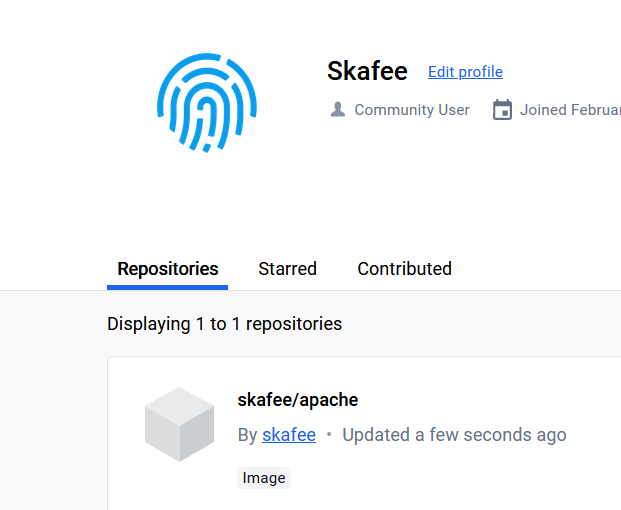 Skafee Edit profile
Community User Joined
Repositories Starred Contributed
Displaying 1 to 1 repositories
skafee/apache
By skafee • Updated a few seconds ago
Image